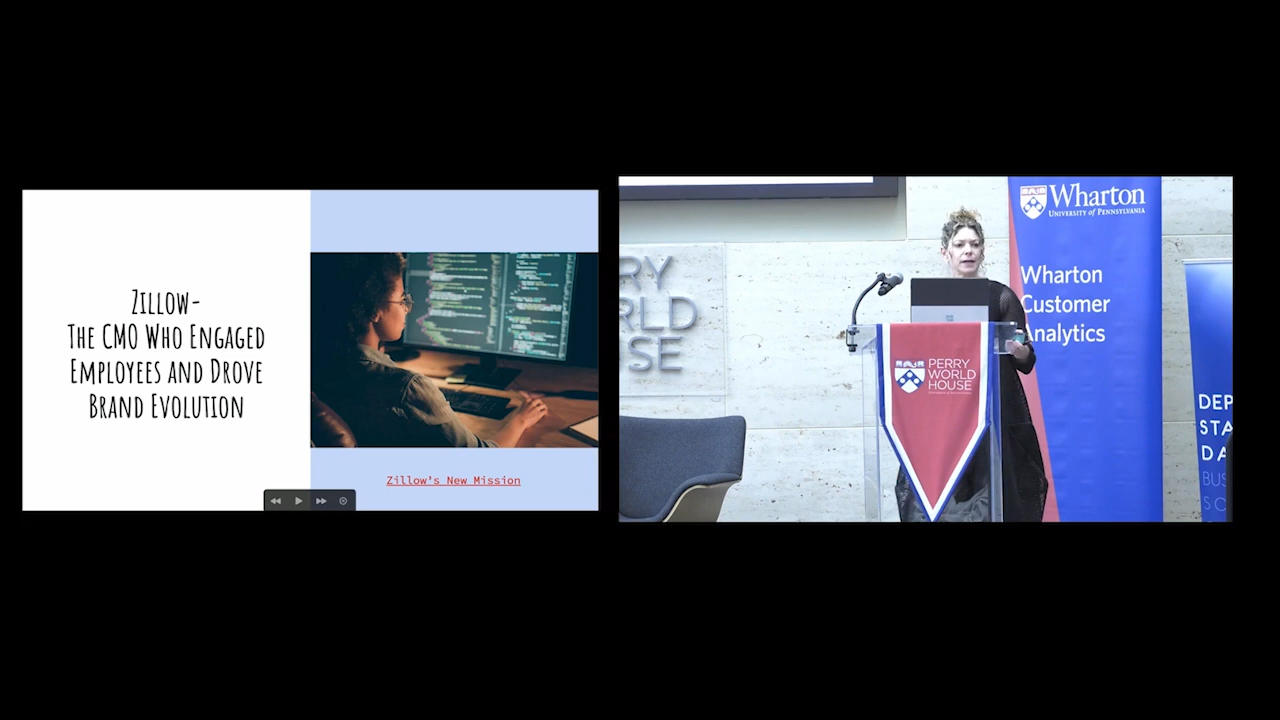 Zillow-
The CMO Who Engaged
Employees and Drove
Brand Evolution
Zillow's New Mission
RY
RLD
SE
Wharton
University of Pennsylvania
Wharton
Customer
Analytics
PERRY
WORLD
HOUSE
DEP
STA
DA
BUS
SC